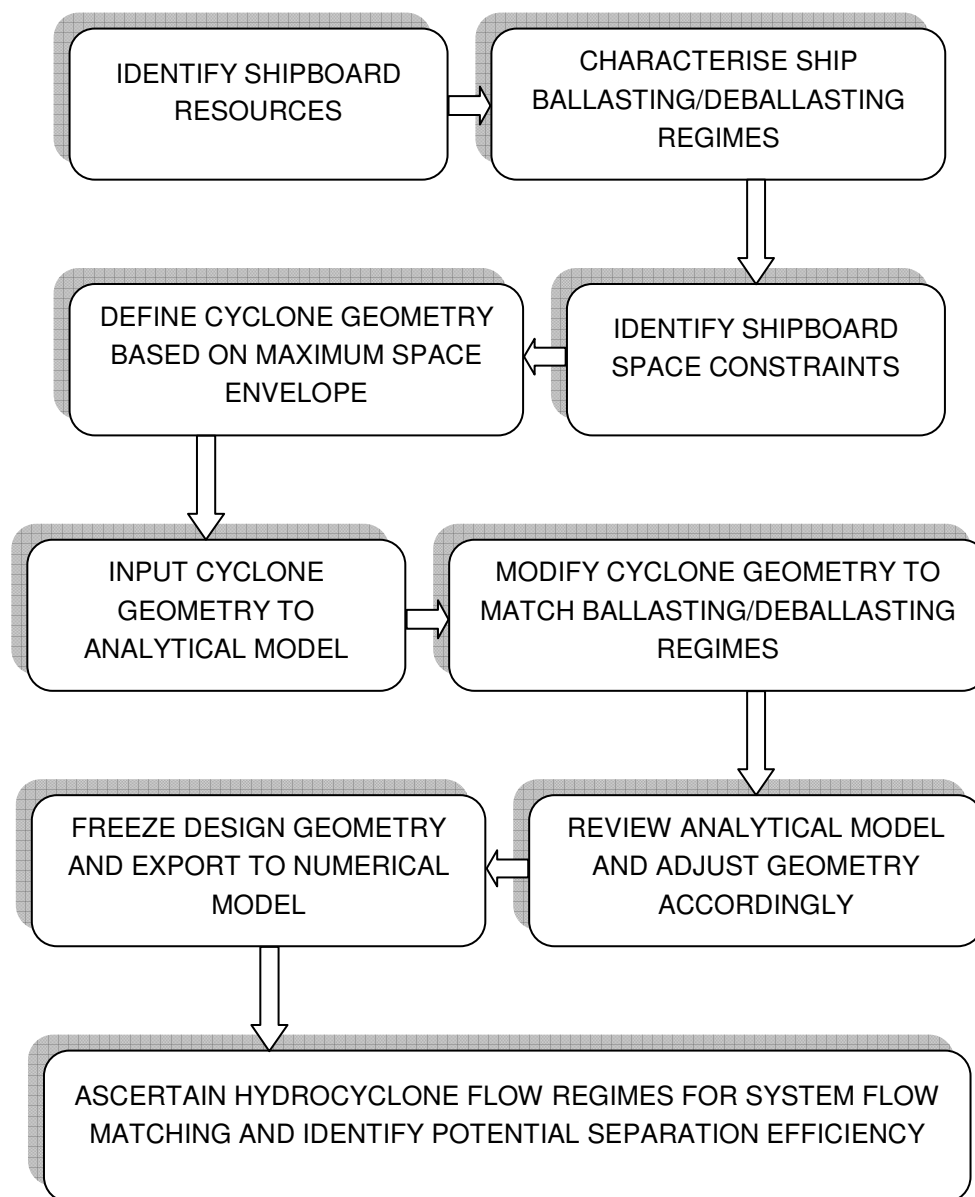 IDENTIFY SHIPBOARD
RESOURCES
CHARACTERISE SHIP
BALLASTING/DEBALLASTING
REGIMES
DEFINE CYCLONE GEOMETRY
BASED ON MAXIMUM SPACE
ENVELOPE
IDENTIFY SHIPBOARD
SPACE CONSTRAINTS
INPUT CYCLONE
GEOMETRY TO
ANALYTICAL MODEL
MODIFY CYCLONE GEOMETRY TO
MATCH BALLASTING/DEBALLASTING
REGIMES
FREEZE DESIGN GEOMETRY
AND EXPORT TO NUMERICAL
MODEL
REVIEW ANALYTICAL MODEL
AND ADJUST GEOMETRY
ACCORDINGLY
ASCERTAIN HYDROCYCLONE FLOW REGIMES FOR SYSTEM FLOW
MATCHING AND IDENTIFY POTENTIAL SEPARATION EFFICIENCY